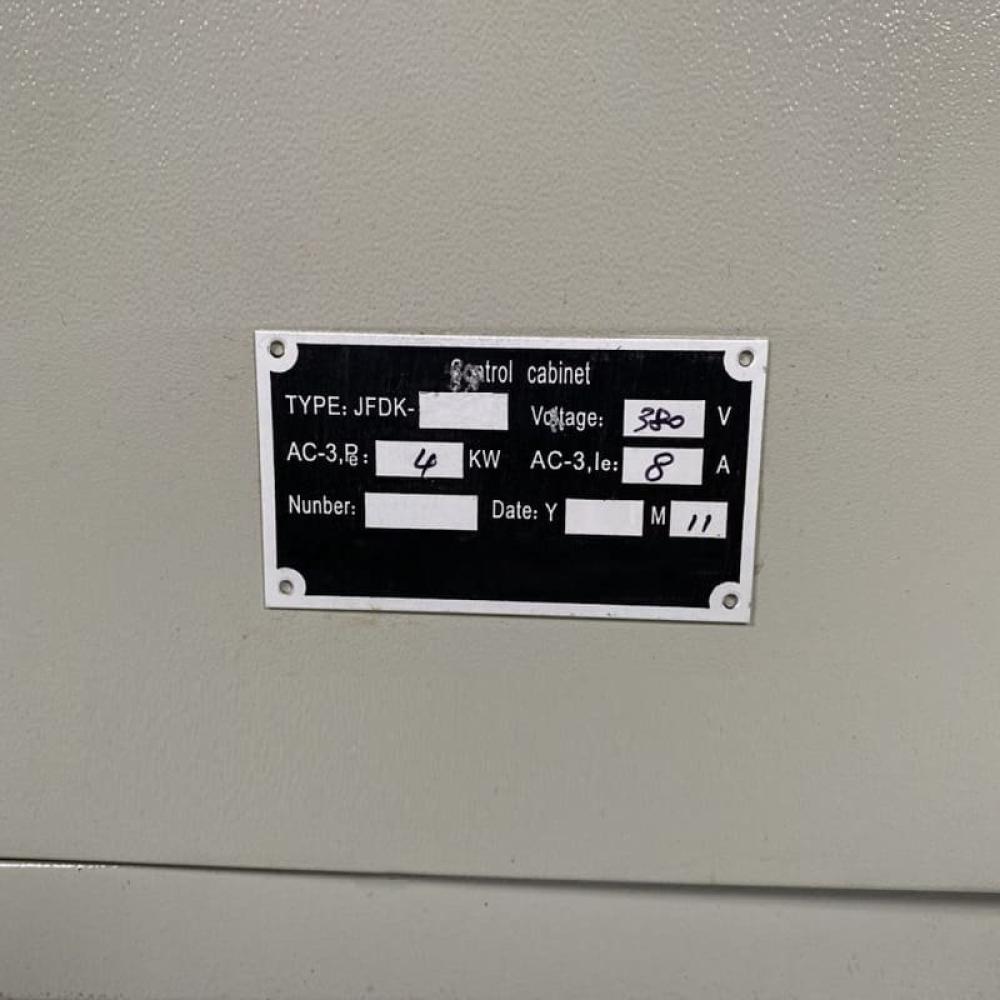 Control cabinet
TYPE: JFDK- Voltage: 380 V
AC-3,Pe: 4 KW AC-3,Ie: 8 A
Nunber: Date: Y M 11